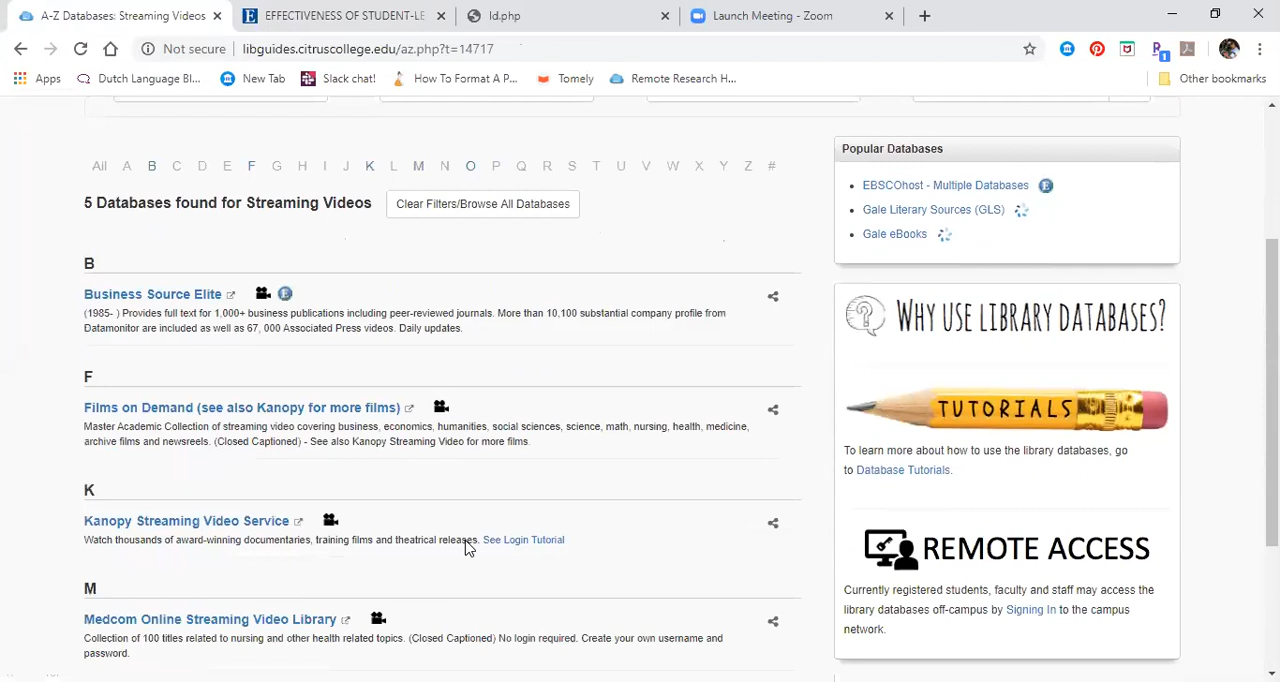 A-Z Databases: Streaming Videos
EFFECTIVENESS OF STUDENT-LE
Id.php
Launch Meeting - Zoom
Not secure
libguides.citruscollege.edu/az.php?t=14717
Apps
Dutch Language Bl...
New Tab
Slack chat!
How To Format A P...
Tomely
Remote Research H...
Other bookmarks
All A B C D E F G H I J K L M N O P Q R S T U V W X Y Z #
5 Databases found for Streaming Videos
Clear Filters/Browse All Databases
B
Business Source Elite
(1985- ) Provides full text for 1,000+ business publications including peer-reviewed journals. More than 10,100 substantial company profile from
Datamonitor are included as well as 67, 000 Associated Press videos. Daily updates.
F
Films on Demand (see also Kanopy for more films)
Master Academic Collection of streaming video covering business, economics, humanities, social sciences, science, math, nursing, health, medicine,
archive films and newsreels. (Closed Captioned) - See also Kanopy Streaming Video for more films.
K
Kanopy Streaming Video Service
Watch thousands of award-winning documentaries, training films and theatrical releases. See Login Tutorial
M
Medcom Online Streaming Video Library
Collection of 100 titles related to nursing and other health related topics. (Closed Captioned) No login required. Create your own username and
password.
Popular Databases
EBSCOhost - Multiple Databases
Gale Literary Sources (GLS)
Gale eBooks
WHY USE LIBRARY DATABASES?
TUTORIALS
To learn more about how to use the library databases, go
to Database Tutorials.
REMOTE ACCESS
Currently registered students, faculty and staff may access the
library databases off-campus by Signing In to the campus
network.